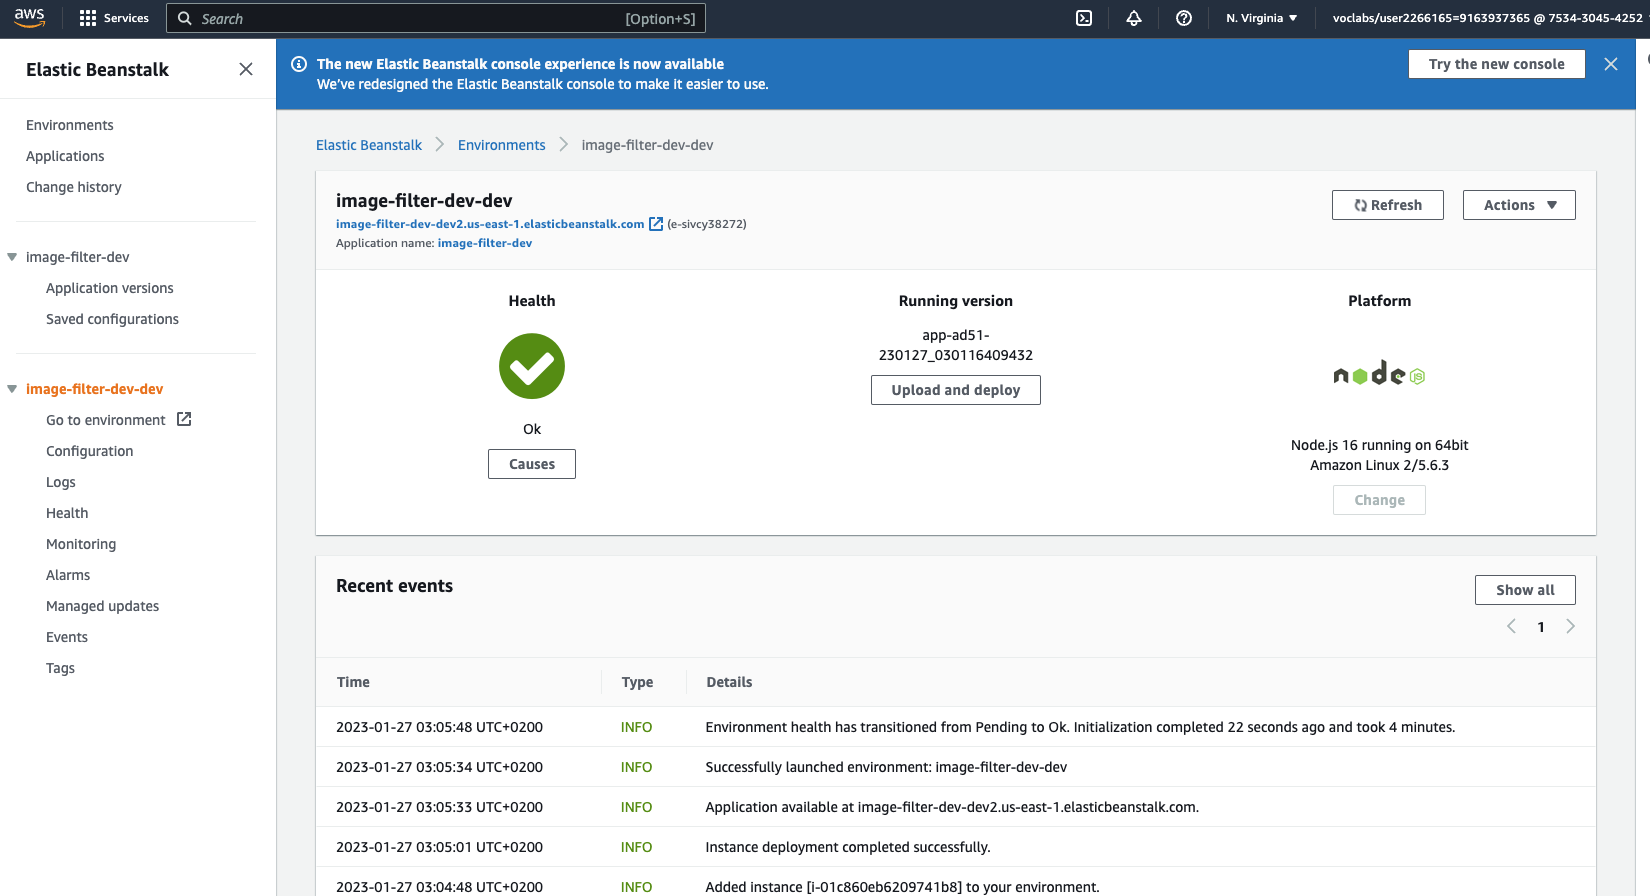 aws
Services
Search
[Option+S]
N. Virginia
voclabs/user2266165=9163937365 @ 7534-3045-4252
Elastic Beanstalk
Environments
Applications
Change history
image-filter-dev
Application versions
Saved configurations
image-filter-dev-dev
Go to environment
Configuration
Logs
Health
Monitoring
Alarms
Managed updates
Events
Tags
The new Elastic Beanstalk console experience is now available
We've redesigned the Elastic Beanstalk console to make it easier to use.
Try the new console
Elastic Beanstalk > Environments > image-filter-dev-dev
image-filter-dev-dev
image-filter-dev-dev2.us-east-1.elasticbeanstalk.com (e-sivcy38272)
Application name: image-filter-dev
Refresh
Actions
Health
Ok
Causes
Running version
app-ad51-
230127_030116409432
Upload and deploy
Platform
node
JS
Node.js 16 running on 64bit
Amazon Linux 2/5.6.3
Change
Recent events
Show all
1
Time Type Details
2023-01-27 03:05:48 UTC+0200 INFO Environment health has transitioned from Pending to Ok. Initialization completed 22 seconds ago and took 4 minutes.
2023-01-27 03:05:34 UTC+0200 INFO Successfully launched environment: image-filter-dev-dev
2023-01-27 03:05:33 UTC+0200 INFO Application available at image-filter-dev-dev2.us-east-1.elasticbeanstalk.com.
2023-01-27 03:05:01 UTC+0200 INFO Instance deployment completed successfully.
2023-01-27 03:04:48 UTC+0200 INFO Added instance [i-01c860eb6209741b8] to your environment.